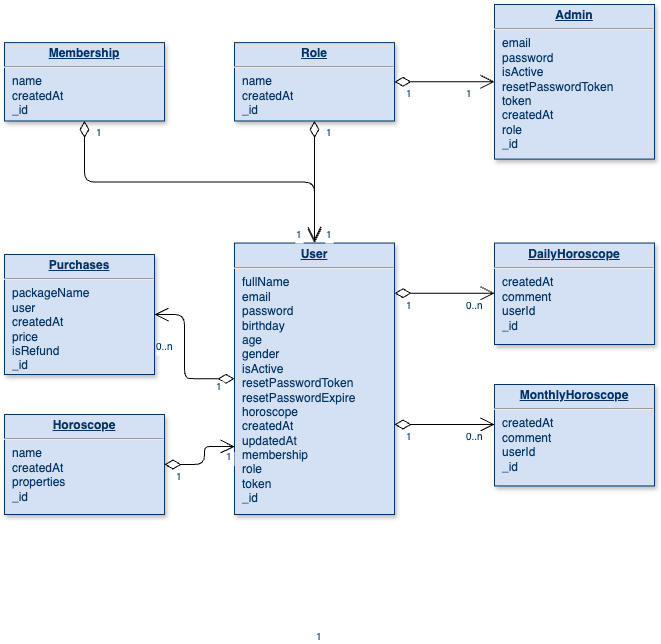 Membership
name
createdAt
_id
1
Role
name
createdAt
_id
1
1
1
Admin
email
password
isActive
resetPasswordToken
token
createdAt
role
_id
1
1
Purchases
packageName
user
createdAt
price
isRefund
_id
0..n
1
User
fullName
email
password
birthday
age
gender
isActive
resetPasswordToken
resetPasswordExpire
horoscope
createdAt
updatedAt
membership
role
token
_id
DailyHoroscope
createdAt
comment
userId
_id
1
0..n
Horoscope
name
createdAt
properties
_id
1
1
MonthlyHoroscope
createdAt
comment
userId
_id
1
0..n
1